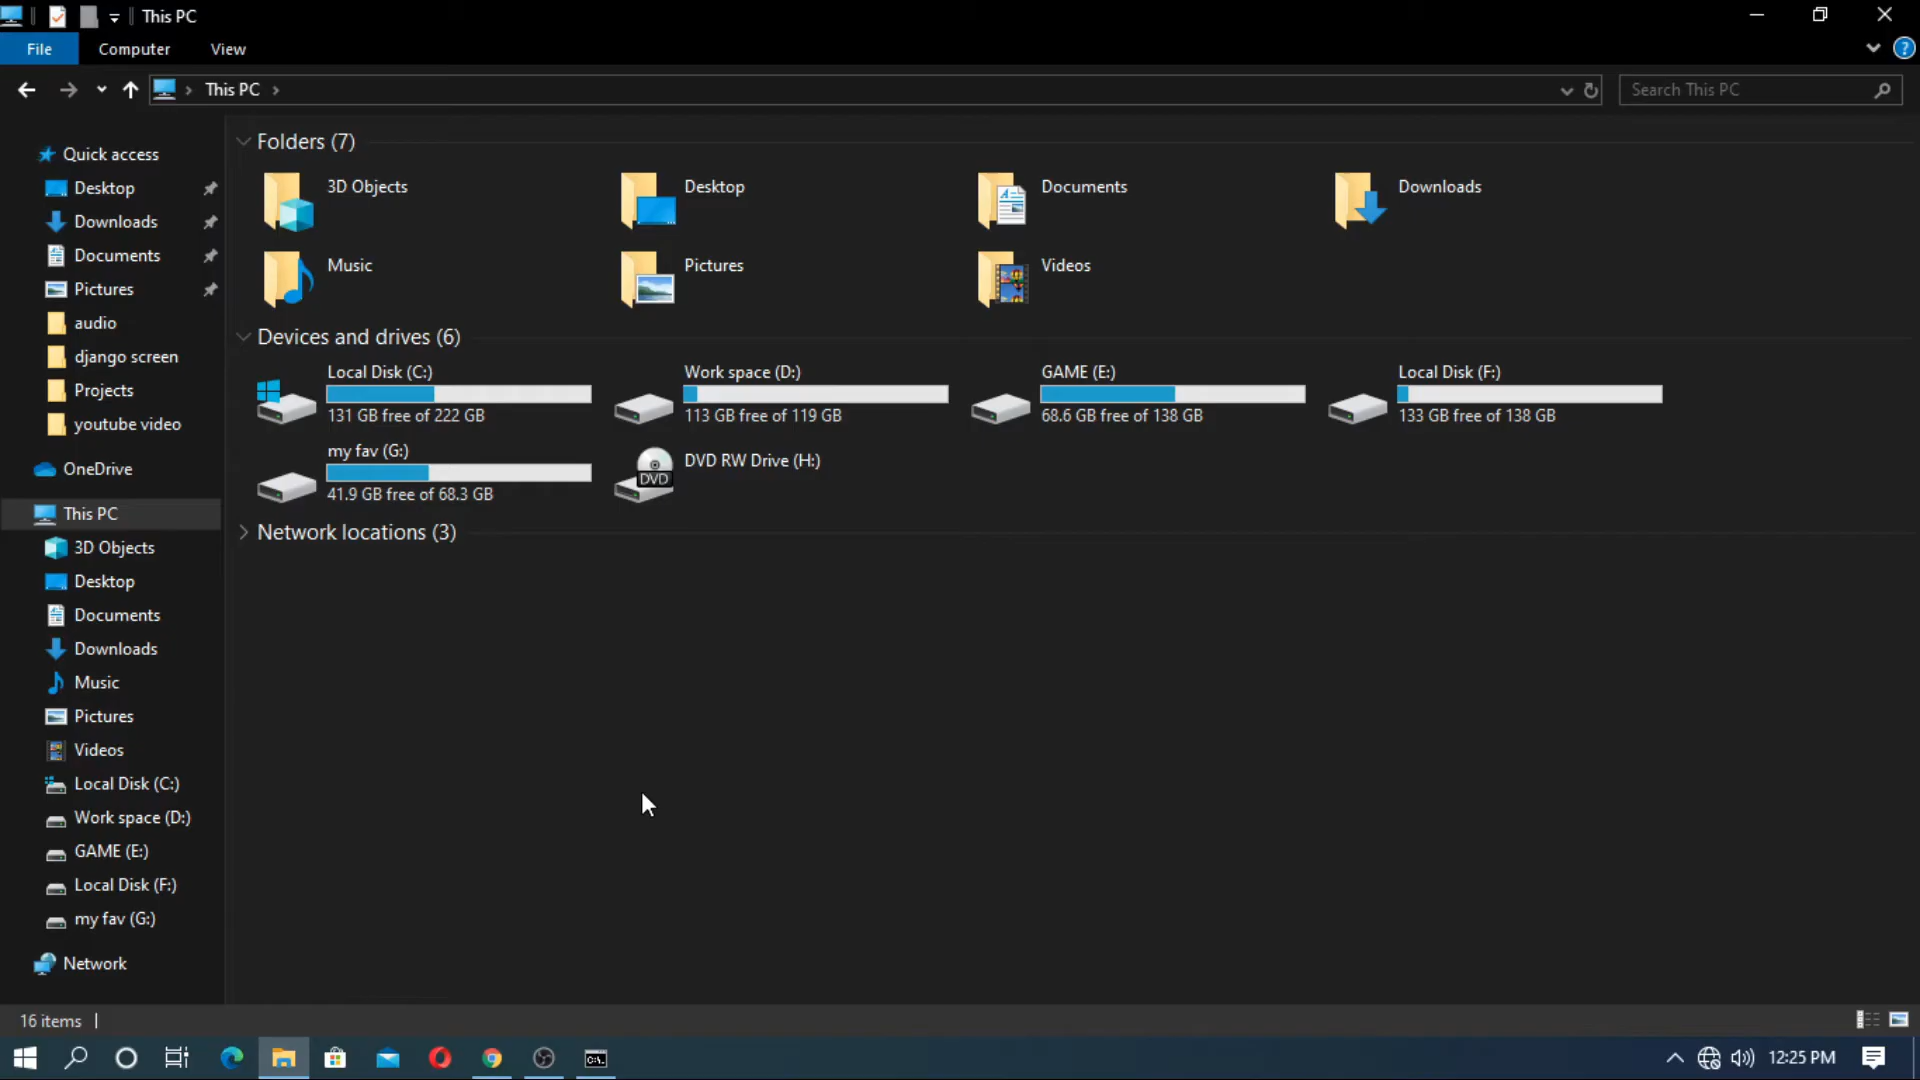 This PC
File Computer View
This PC
Search This PC
Quick access
Desktop
Downloads
Documents
Pictures
audio
django screen
Projects
youtube video
OneDrive
This PC
3D Objects
Desktop
Documents
Downloads
Music
Pictures
Videos
Local Disk (C:)
Work space (D:)
GAME (E:)
Local Disk (F:)
my fav (G:)
Network
Folders (7)
3D Objects
Desktop
Documents
Downloads
Music
Pictures
Videos
Devices and drives (6)
Local Disk (C:)
131 GB free of 222 GB
Work space (D:)
113 GB free of 119 GB
GAME (E:)
68.6 GB free of 138 GB
Local Disk (F:)
133 GB free of 138 GB
my fav (G:)
41.9 GB free of 68.3 GB
DVD RW Drive (H:)
DVD
Network locations (3)
16 items
12:25 PM